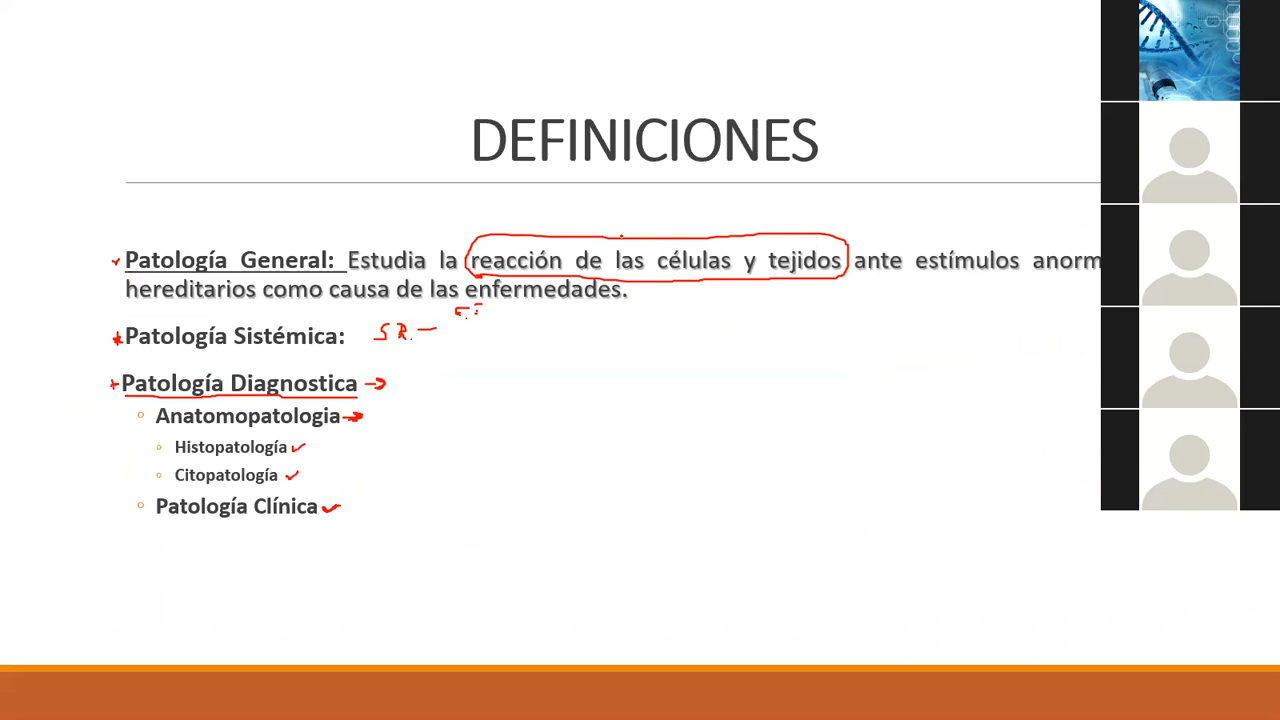 DEFINICIONES
Patología General: Estudia la reacción de las células y tejidos ante estímulos anorm
hereditarios como causa de las enfermedades.
Patología Sistémica: S R. –
Patología Diagnostica
Anatomopatologia
Histopatología
Citopatología
Patología Clínica